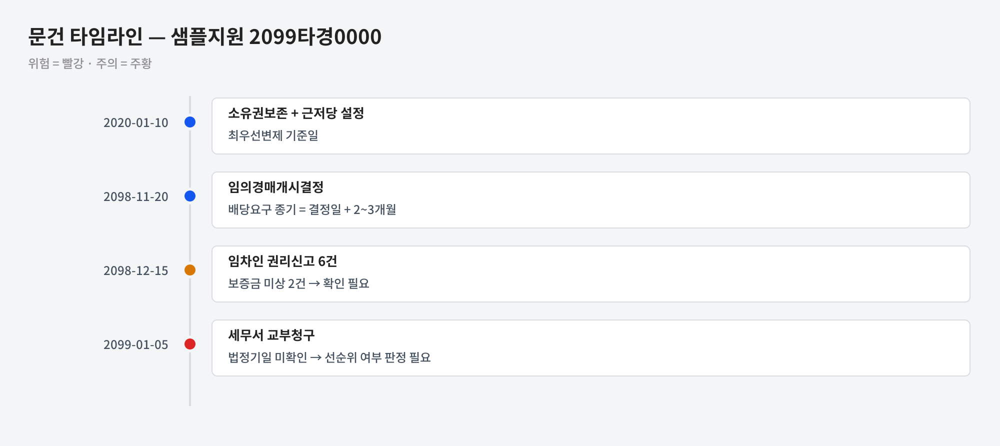 문건 타임라인 — 샘플지원 2099타경0000
위험 = 빨강 · 주의 = 주황
2020-01-10
소유권보존 + 근저당 설정
최우선변제 기준일
2098-11-20
임의경매개시결정
배당요구 종기 = 결정일 + 2~3개월
2098-12-15
임차인 권리신고 6건
보증금 미상 2건 → 확인 필요
2099-01-05
세무서 교부청구
법정기일 미확인 → 선순위 여부 판정 필요